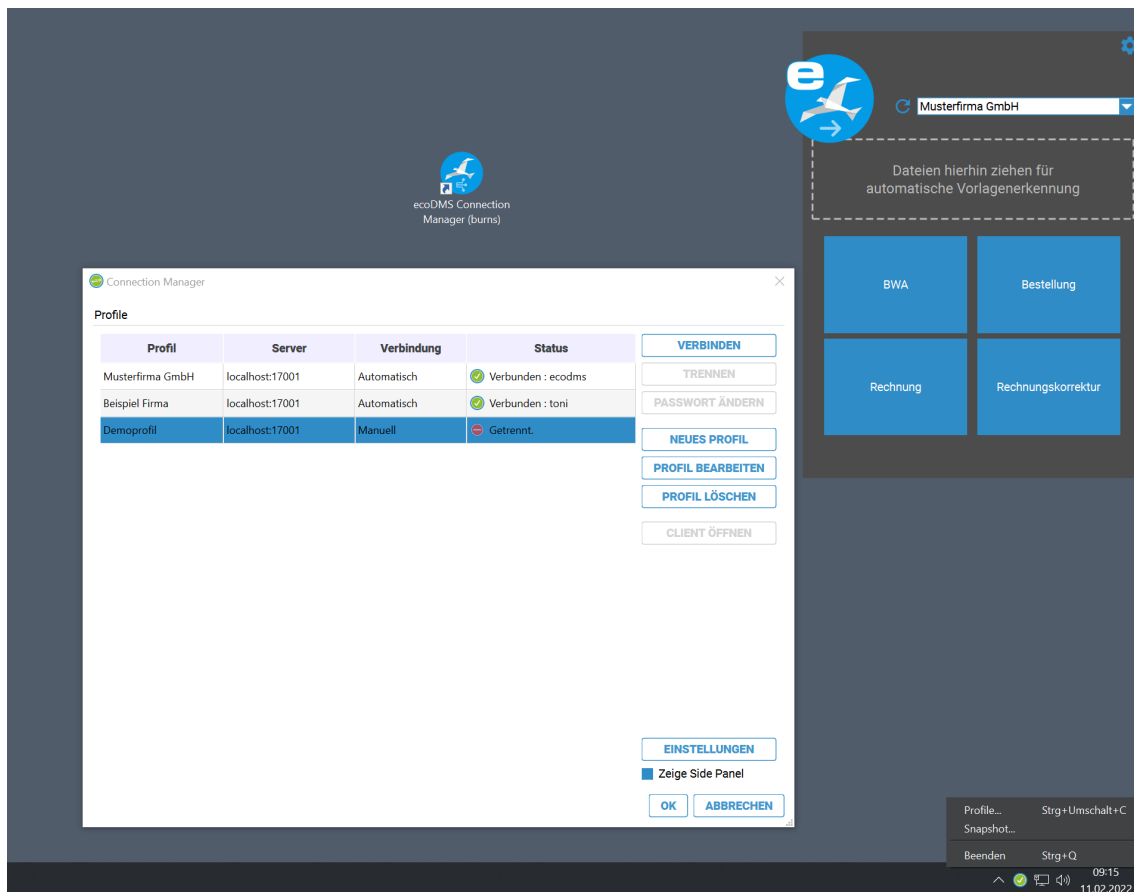 e
Musterfirma GmbH
Dateien hierhin ziehen für
automatische Vorlagenerkennung
BWA
Bestellung
Rechnung
Rechnungskorrektur
ecoDMS Connection
Manager (burns)
Connection Manager
Profile
Profil Server Verbindung Status
Musterfirma GmbH localhost:17001 Automatisch Verbunden : ecodms
Beispiel Firma localhost:17001 Automatisch Verbunden : toni
Demoprofil localhost:17001 Manuell Getrennt.
VERBINDEN
TRENNEN
PASSWORT ÄNDERN
NEUES PROFIL
PROFIL BEARBEITEN
PROFIL LÖSCHEN
CLIENT ÖFFNEN
EINSTELLUNGEN
Zeige Side Panel
OK ABBRECHEN
Profile... Strg+Umschalt+C
Snapshot...
Beenden Strg+Q
09:15
11.02.2022